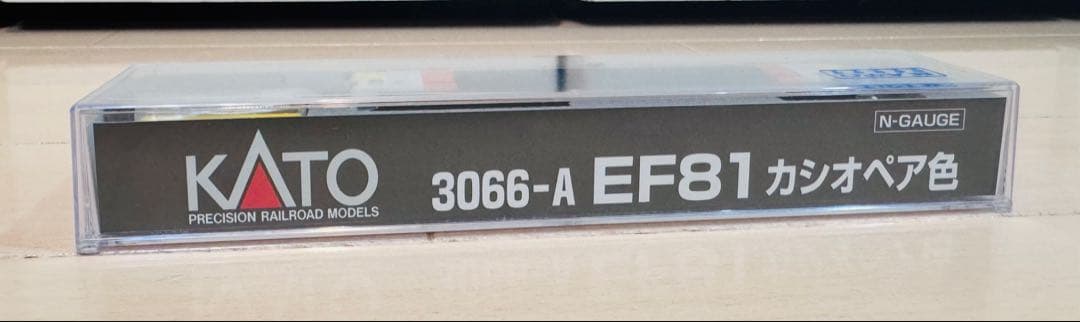 N-GAUGE
KATO
PRECISION RAILROAD MODELS
3066-A EF81 カシオペア色